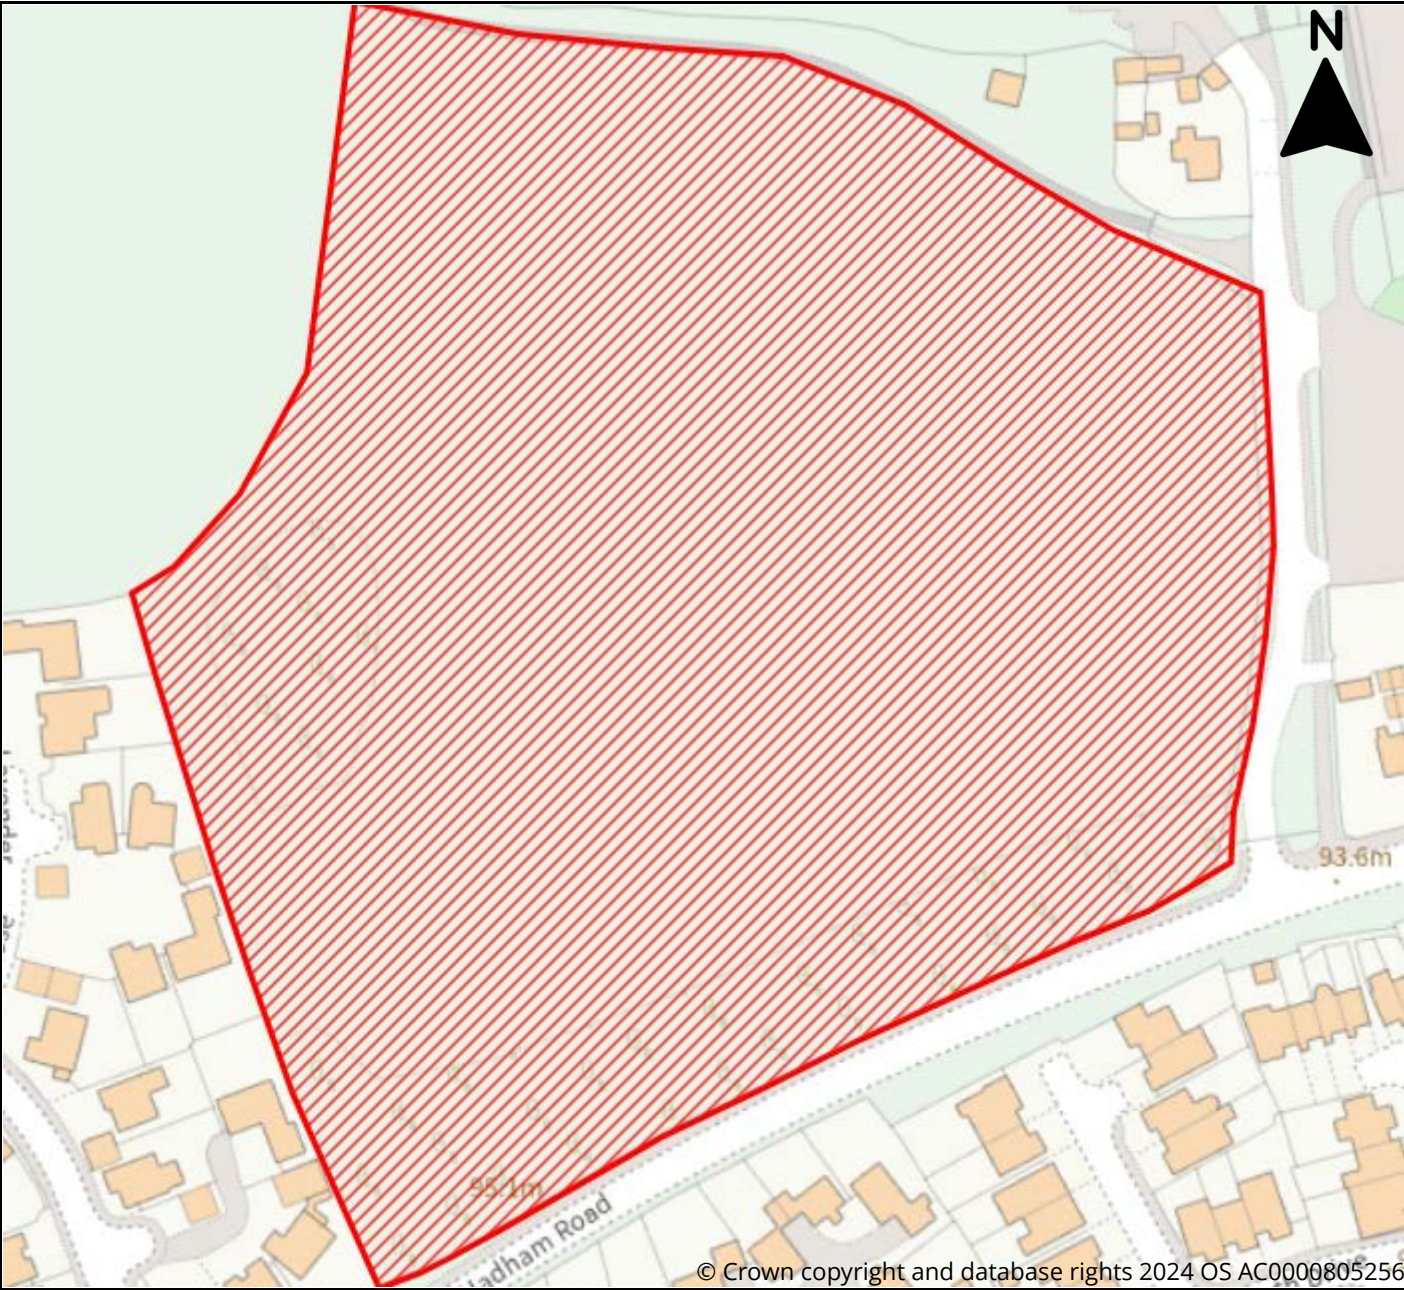 N
93.6m
95.1m
adham Road
© Crown copyright and database rights 2024 OS AC0000805256